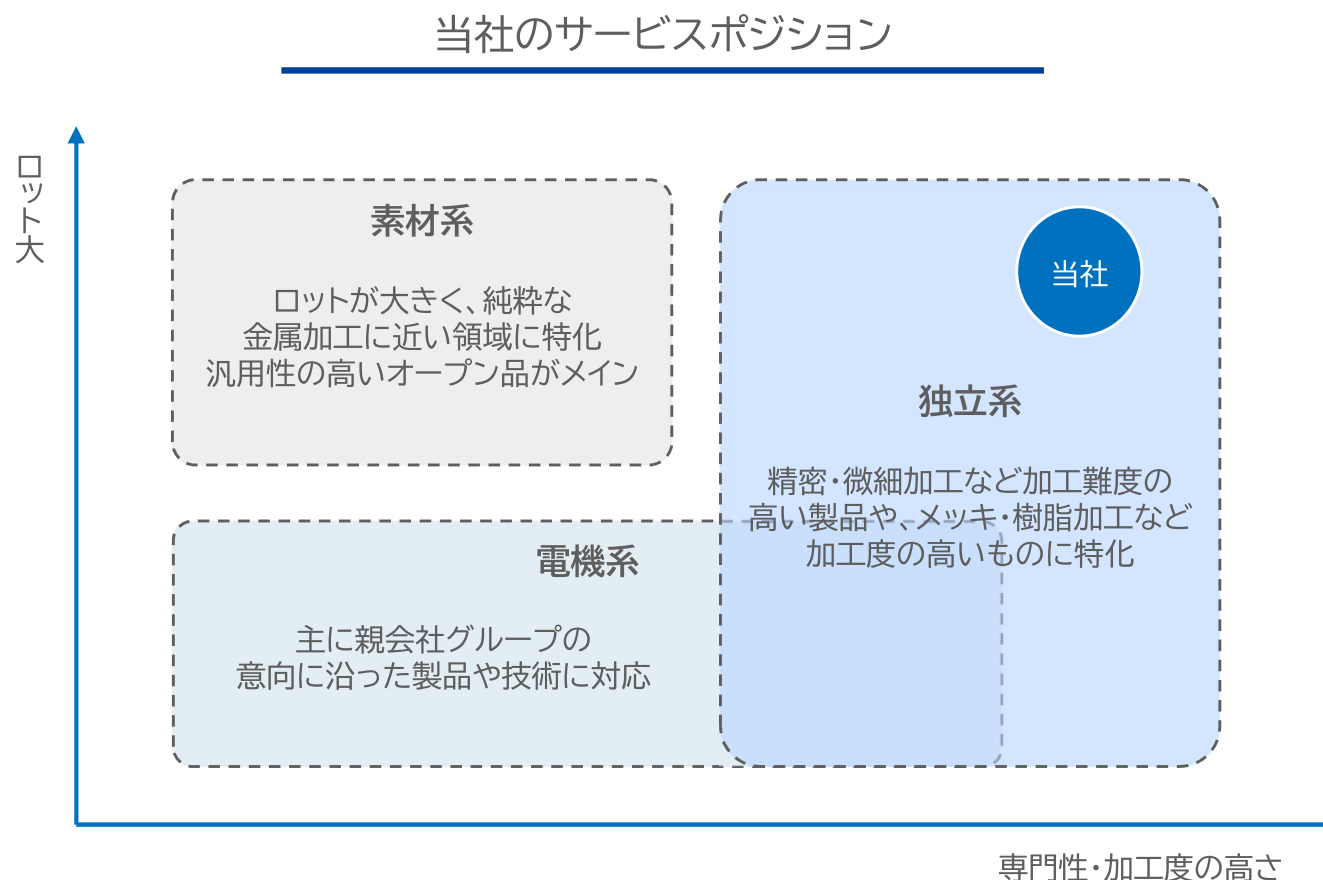 当社のサービスポジション
ロット大
素材系
ロットが大きく、純粋な
金属加工に近い領域に特化
汎用性の高いオープン品がメイン
当社
独立系
精密・微細加工など加工難度の
高い製品や、メッキ・樹脂加工など
加工度の高いものに特化
電機系
主に親会社グループの
意向に沿った製品や技術に対応
専門性・加工度の高さ